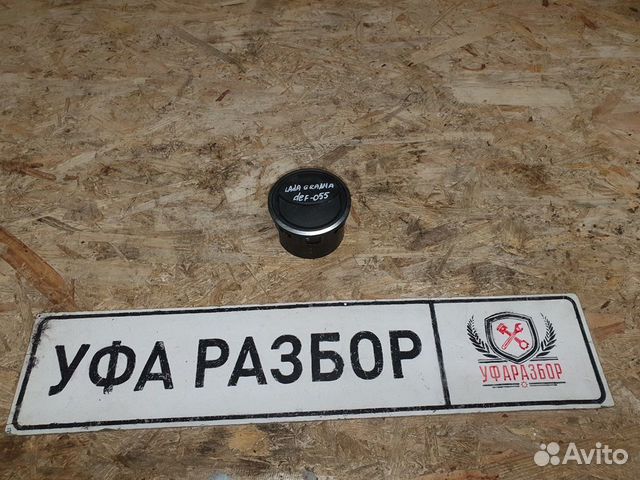 LADA GRANTA
def-055
УФА РАЗБОР
УФАРАЗБОР
Avito